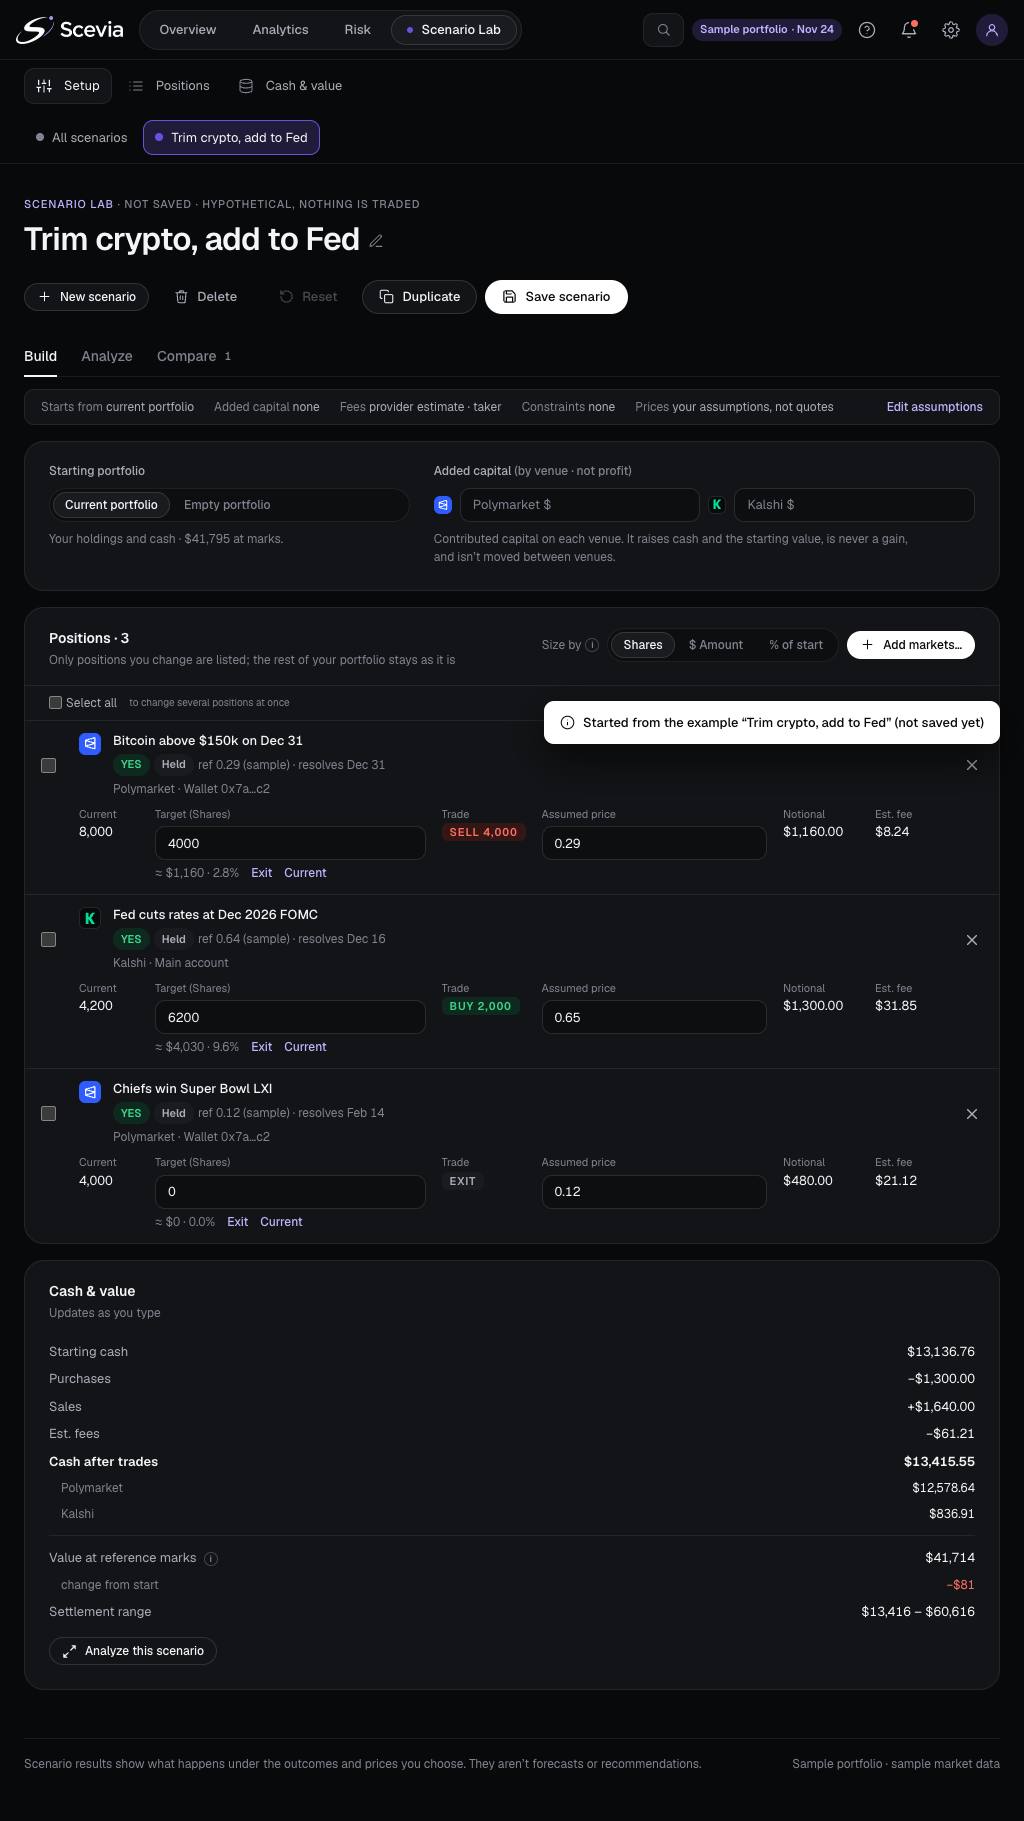 Scevia
Overview Analytics Risk Scenario Lab
Sample portfolio · Nov 24
Setup Positions Cash & value
All scenarios Trim crypto, add to Fed
SCENARIO LAB · NOT SAVED · HYPOTHETICAL, NOTHING IS TRADED
Trim crypto, add to Fed
New scenario Delete Reset Duplicate Save scenario
Build Analyze Compare 1
Starts from current portfolio Added capital none Fees provider estimate · taker Constraints none Prices your assumptions, not quotes Edit assumptions
Starting portfolio
Current portfolio Empty portfolio
Your holdings and cash · $41,795 at marks.
Added capital (by venue · not profit)
Polymarket $ K Kalshi $
Contributed capital on each venue. It raises cash and the starting value, is never a gain,
and isn't moved between venues.
Positions · 3
Only positions you change are listed; the rest of your portfolio stays as it is
Size by Shares $ Amount % of start Add markets…
Select all to change several positions at once
Started from the example “Trim crypto, add to Fed” (not saved yet)
Bitcoin above $150k on Dec 31
YES Held ref 0.29 (sample) · resolves Dec 31
Polymarket · Wallet 0x7a…c2
Current Target (Shares) Trade Assumed price Notional Est. fee
8,000 4000 SELL 4,000 0.29 $1,160.00 $8.24
≈ $1,160 · 2.8% Exit Current
K Fed cuts rates at Dec 2026 FOMC
YES Held ref 0.64 (sample) · resolves Dec 16
Kalshi · Main account
Current Target (Shares) Trade Assumed price Notional Est. fee
4,200 6200 BUY 2,000 0.65 $1,300.00 $31.85
≈ $4,030 · 9.6% Exit Current
Chiefs win Super Bowl LXI
YES Held ref 0.12 (sample) · resolves Feb 14
Polymarket · Wallet 0x7a…c2
Current Target (Shares) Trade Assumed price Notional Est. fee
4,000 0 EXIT 0.12 $480.00 $21.12
≈ $0 · 0.0% Exit Current
Cash & value
Updates as you type
Starting cash $13,136.76
Purchases −$1,300.00
Sales +$1,640.00
Est. fees −$61.21
Cash after trades $13,415.55
Polymarket $12,578.64
Kalshi $836.91
Value at reference marks $41,714
change from start −$81
Settlement range $13,416 – $60,616
Analyze this scenario
Scenario results show what happens under the outcomes and prices you choose. They aren't forecasts or recommendations. Sample portfolio · sample market data